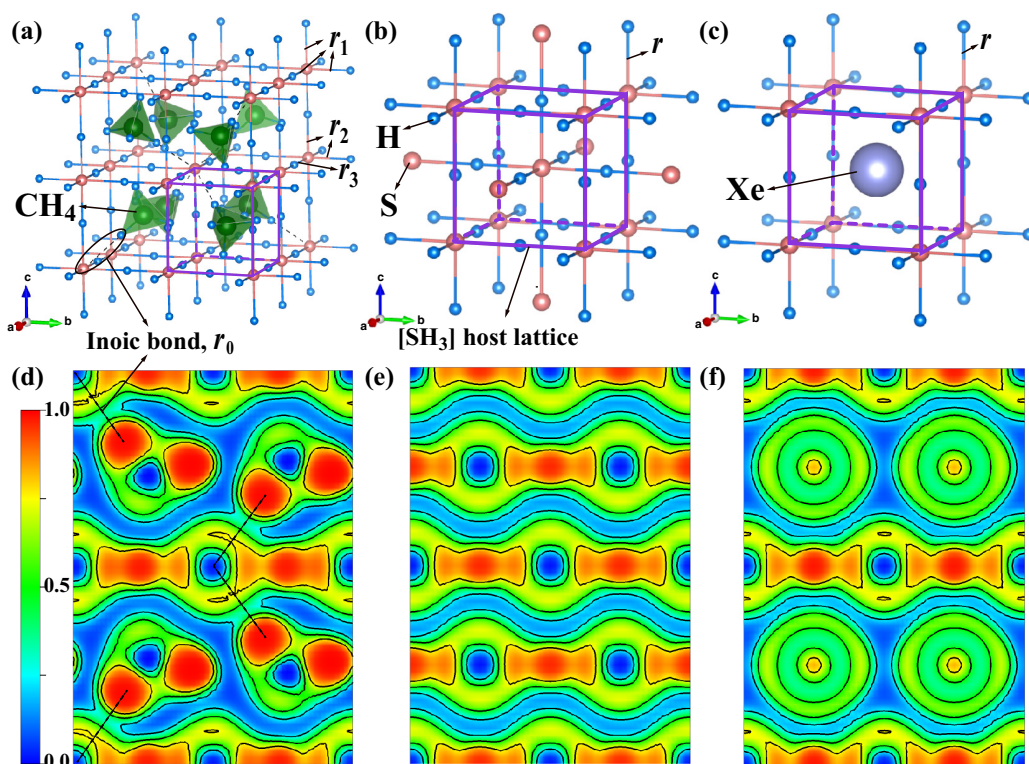 (a)
r1
r2
r3
CH4
c
a
b
Inoic bond, r0
(b)
r
H
S
c
a
b
[SH3] host lattice
(c)
r
Xe
c
a
b
(d)
1.0
0.5
0.0
(e)
(f)